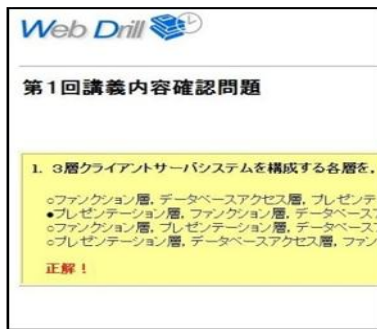 Web Drill
第1回講義内容確認問題
1. 3層クライアントサーバシステムを構成する各層を,
○ファンクション層, データベースアクセス層, プレゼンテ
●プレゼンテーション層, ファンクション層, データベースア
○ファンクション層, プレゼンテーション層, データベースア
○プレゼンテーション層, データベースアクセス層, ファン
正解!